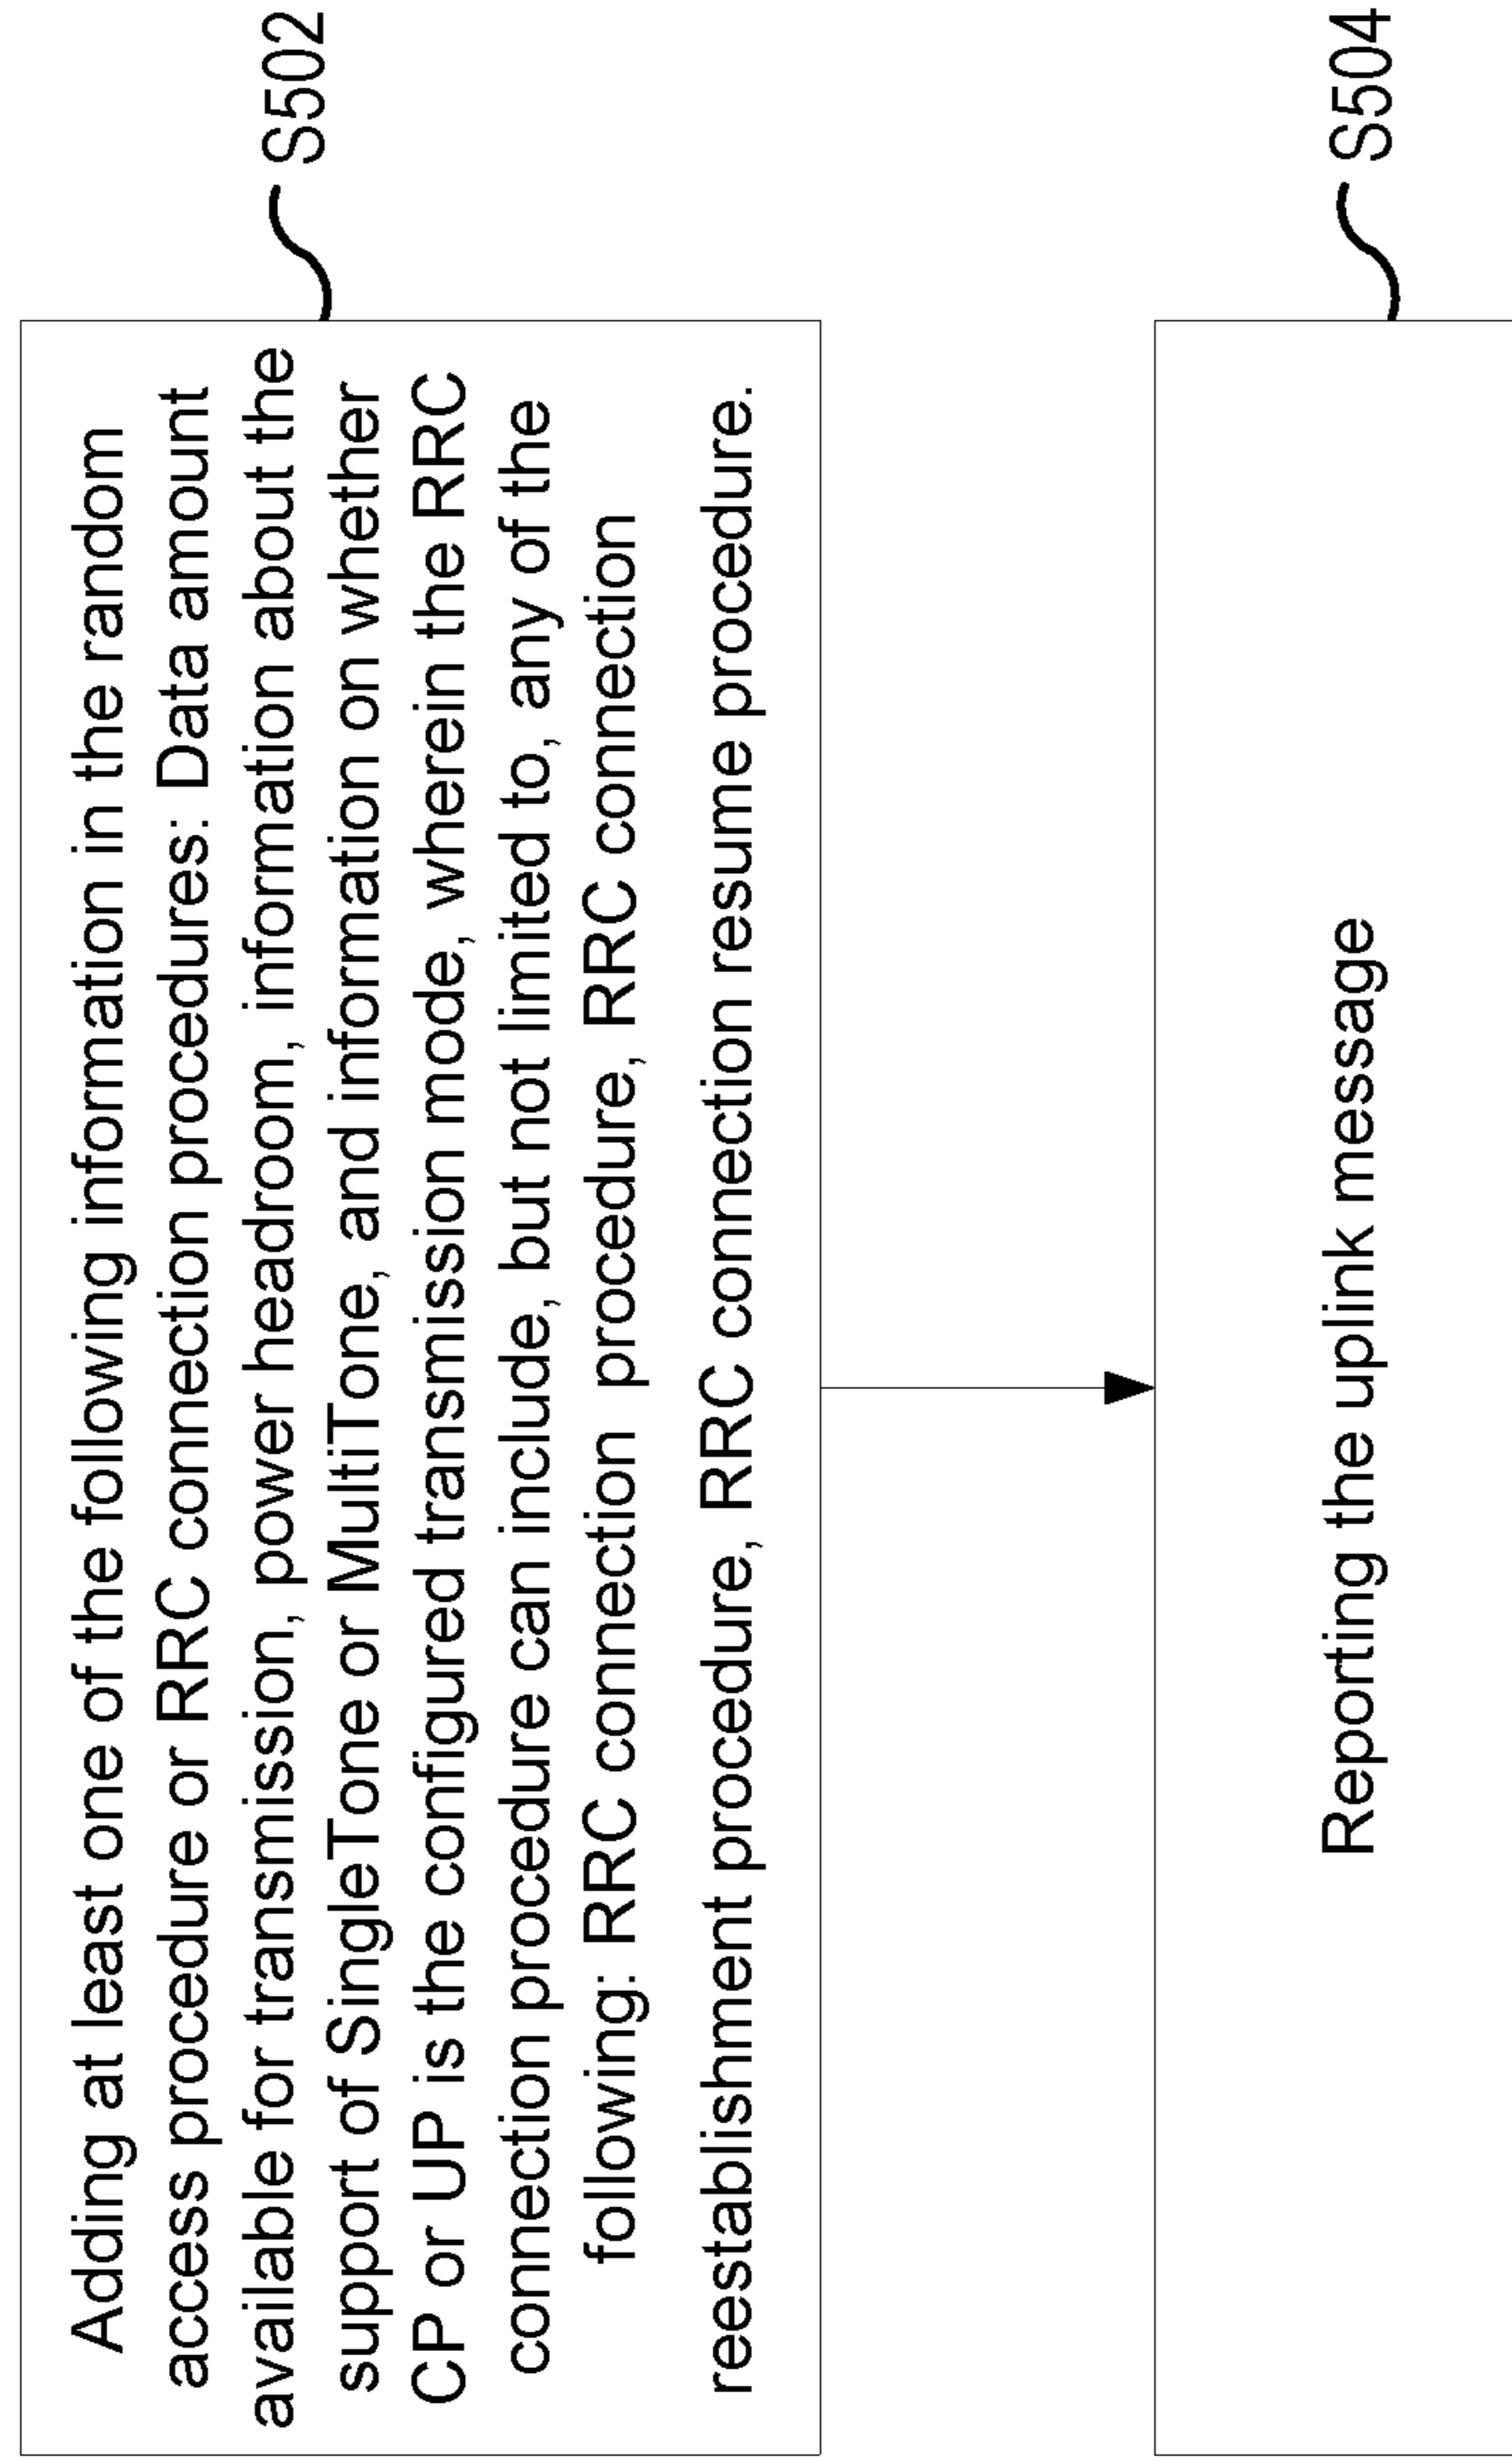 Adding at least one of the following information in the random
access procedure or RRC connection procedures: Data amount
available for transmission, power headroom, information about the
support of SingleTone or MultiTone, and information on whether
CP or UP is the configured transmission mode, wherein the RRC
connection procedure can include, but not limited to, any of the
following: RRC connection procedure, RRC connection
reestablishment procedure, RRC connection resume procedure.
S502
Reporting the uplink message
S504